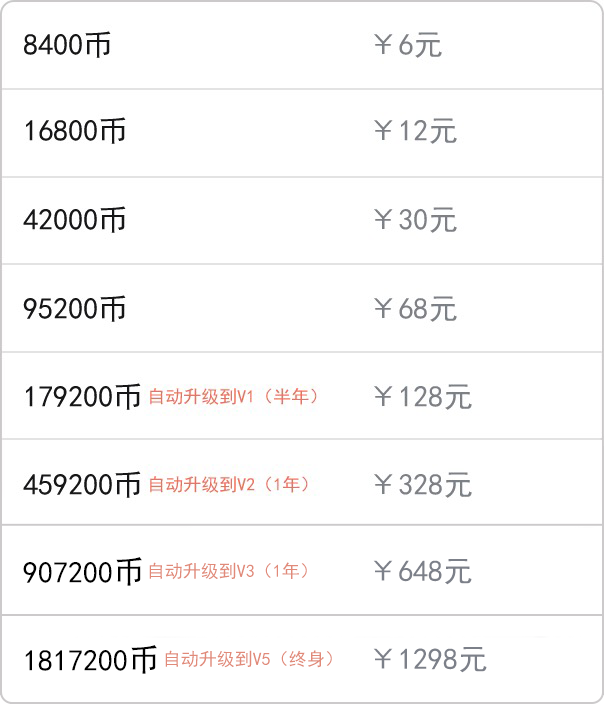 8400币 ￥6元
16800币 ￥12元
42000币 ￥30元
95200币 ￥68元
179200币 自动升级到V1（半年） ￥128元
459200币 自动升级到V2（1年） ￥328元
907200币 自动升级到V3（1年） ￥648元
1817200币 自动升级到V5（终身） ￥1298元